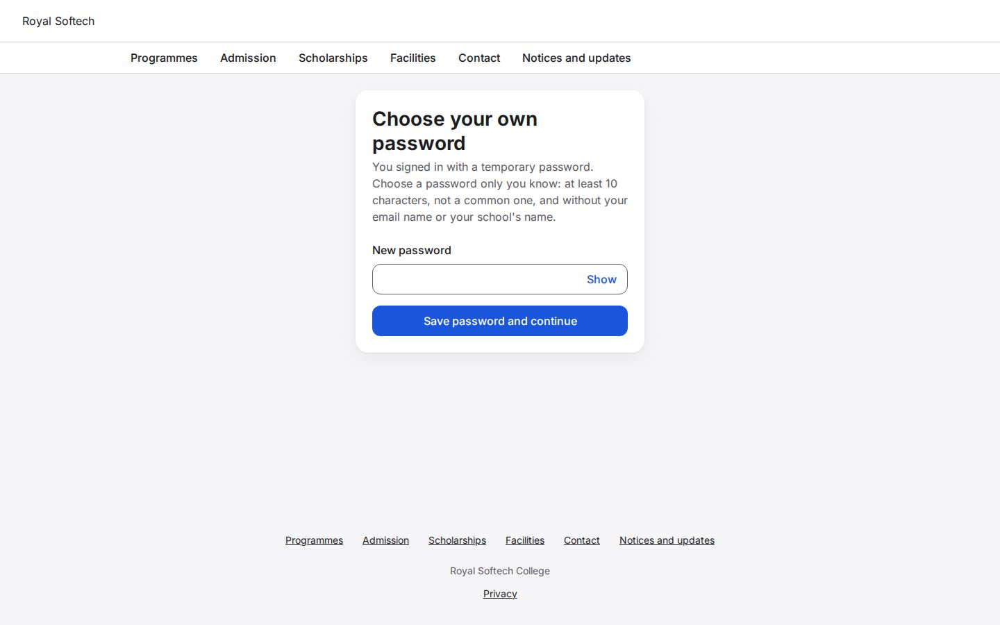 Royal Softech
Programmes Admission Scholarships Facilities Contact Notices and updates
Choose your own
password
You signed in with a temporary password.
Choose a password only you know: at least 10
characters, not a common one, and without your
email name or your school's name.
New password
Show
Save password and continue
Programmes Admission Scholarships Facilities Contact Notices and updates
Royal Softech College
Privacy